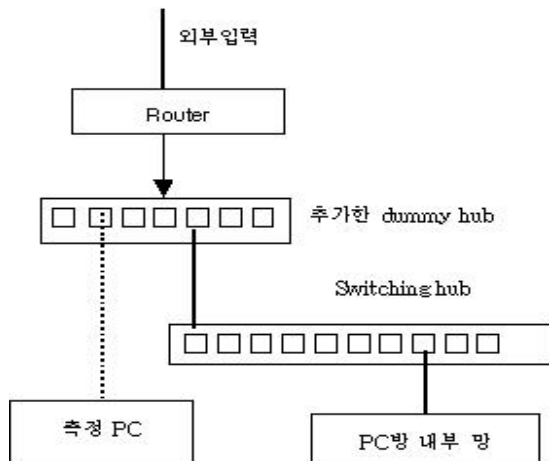 외부입력
Router
추가한 dummy hub
Switching hub
측정 PC
PC방 내부 망